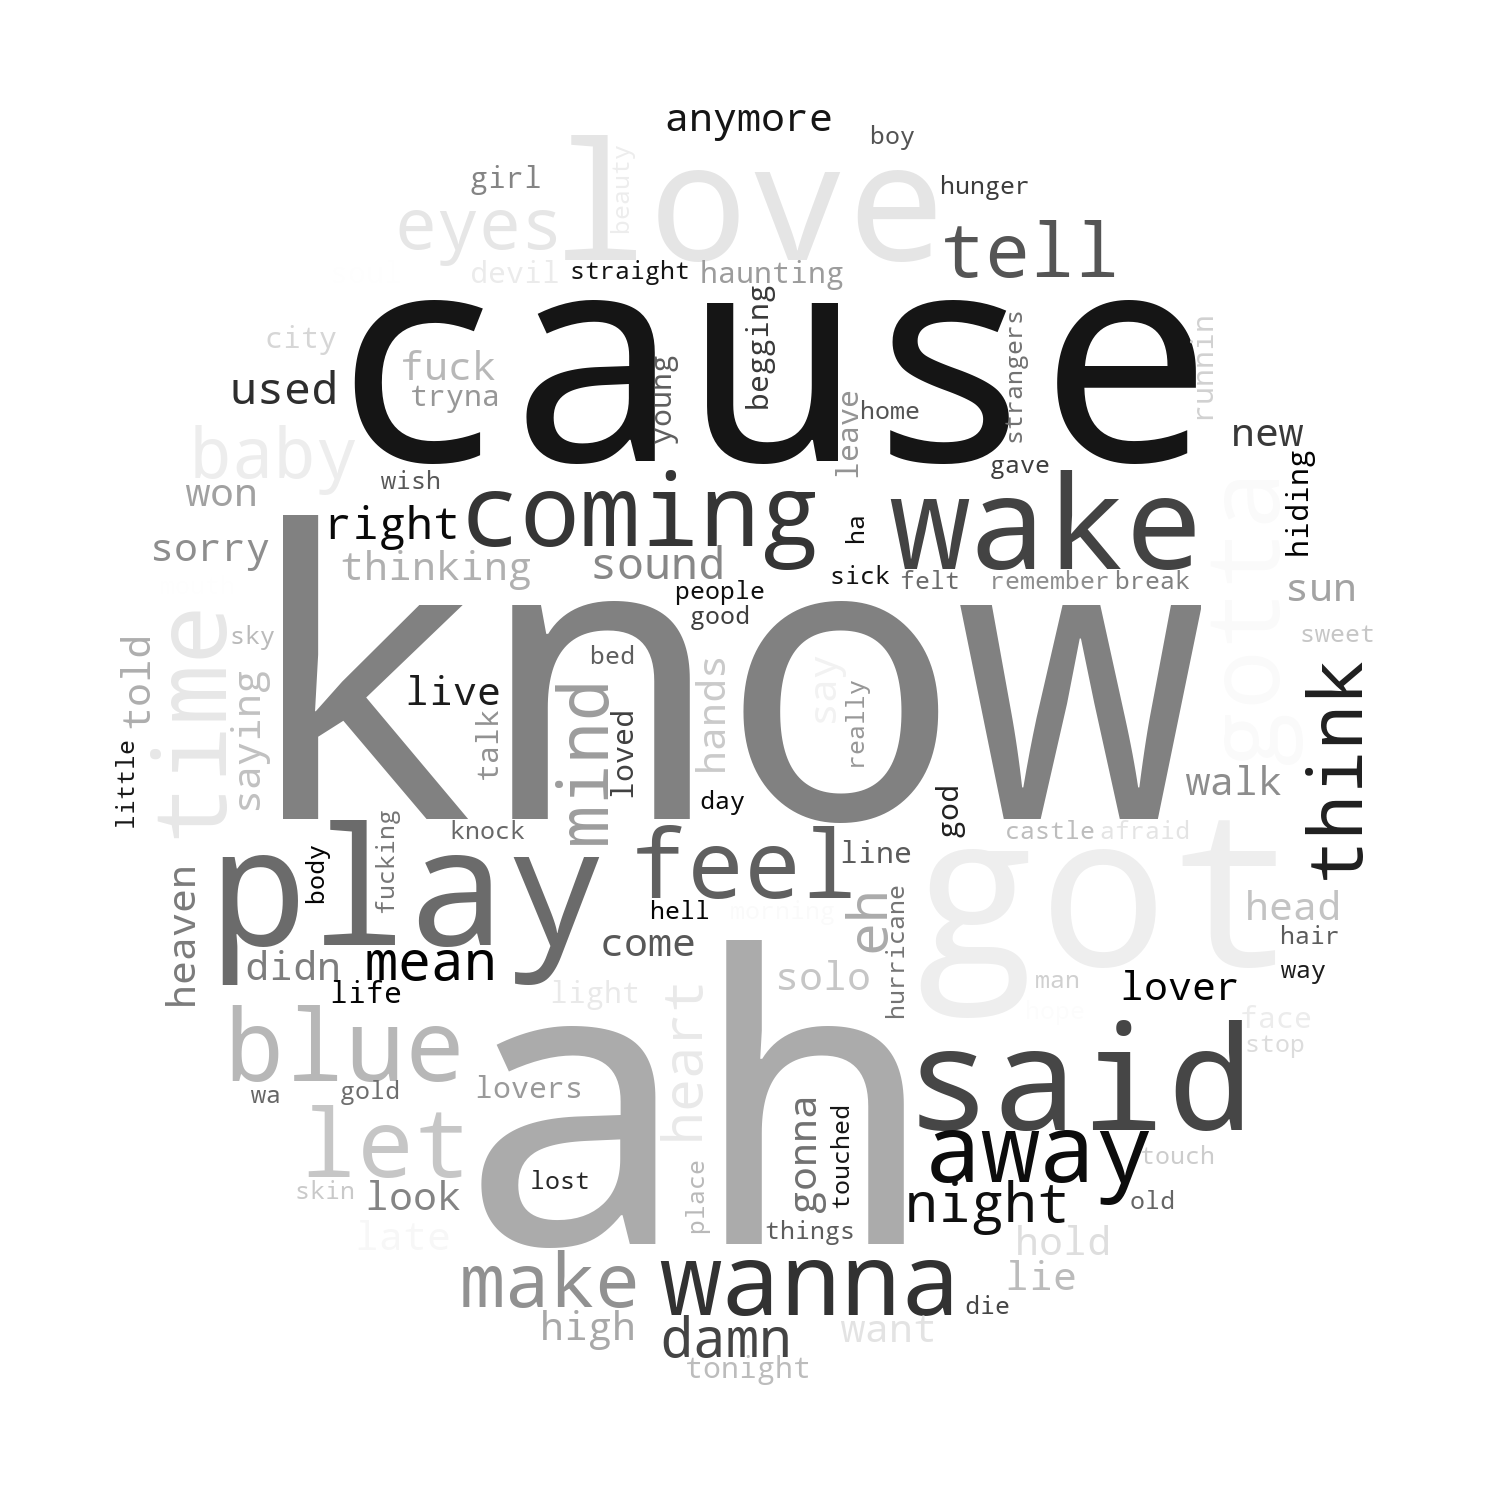 anymore
boy
love
beauty
girl
hunger
eyes
tell
devil
straight
haunting
cause
begging
strangers
runnin
city
fuck
young
used
tryna
leave
home
baby
new
wish
gave
hiding
won
coming
wake
gotta
right
ha
sorry
thinking
sound
sick
felt
remember
break
sun
people
good
know
time
sky
told
sweet
bed
say
hands
think
saying
live
mind
loved
talk
really
little
day
walk
god
knock
castle
afraid
play
feel
line
got
body
fucking
heaven
hell
morning
eh
hurricane
head
come
hair
didn
mean
way
solo
man
life
light
lover
heart
ah
hope
face
blue
said
stop
wa
gold
lovers
let
gonna
touched
away
touch
skin
look
lost
place
night
old
things
late
hold
make
wanna
lie
die
high
damn
want
tonight